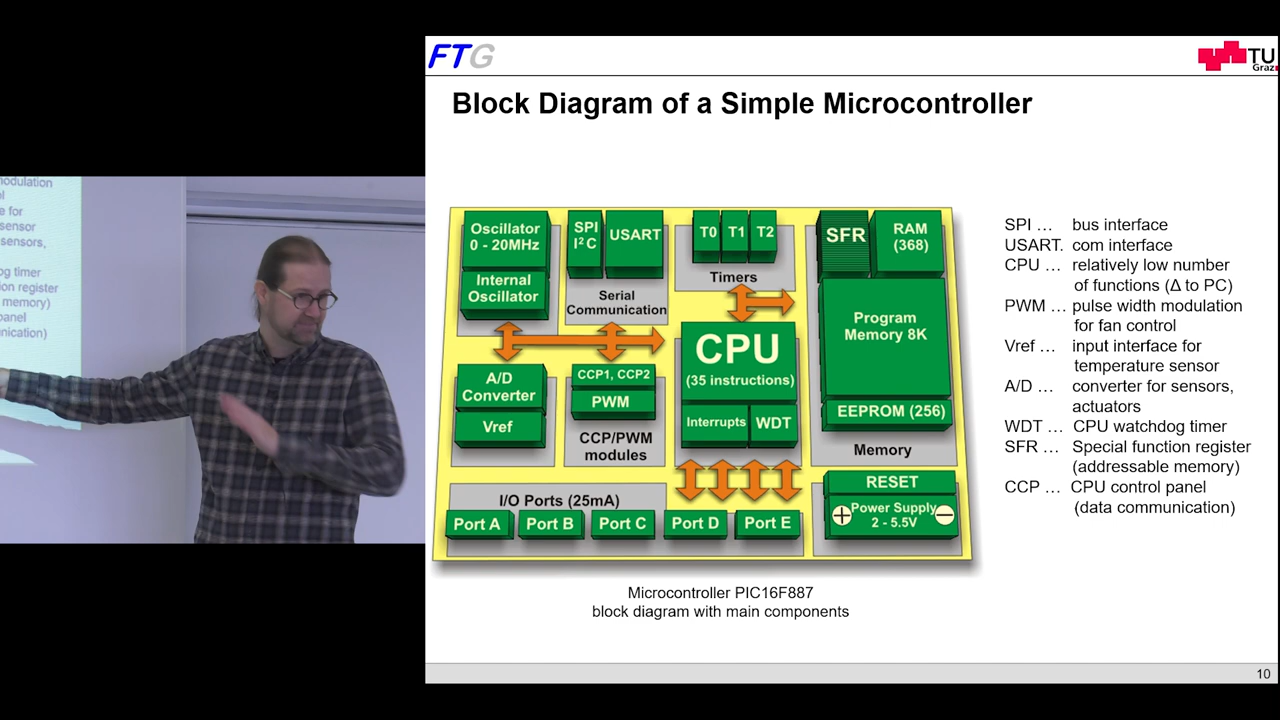 modulation
e for
sensor
sensors,
dog timer
on register
memory)
panel
nication)
FTG
TU
Graz
Block Diagram of a Simple Microcontroller
Oscillator
0 - 20MHz
Internal
Oscillator
SPI
I²C
USART
Serial
Communication
T0 T1 T2
Timers
SFR
RAM
(368)
Program
Memory 8K
EEPROM (256)
Memory
A/D
Converter
Vref
CCP1, CCP2
PWM
CCP/PWM
modules
CPU
(35 instructions)
Interrupts
WDT
I/O Ports (25mA)
Port A Port B Port C Port D Port E
RESET
+ Power Supply −
2 - 5.5V
SPI … bus interface
USART. com interface
CPU … relatively low number
of functions (Δ to PC)
PWM … pulse width modulation
for fan control
Vref … input interface for
temperature sensor
A/D … converter for sensors,
actuators
WDT … CPU watchdog timer
SFR … Special function register
(addressable memory)
CCP … CPU control panel
(data communication)
Microcontroller PIC16F887
block diagram with main components
10